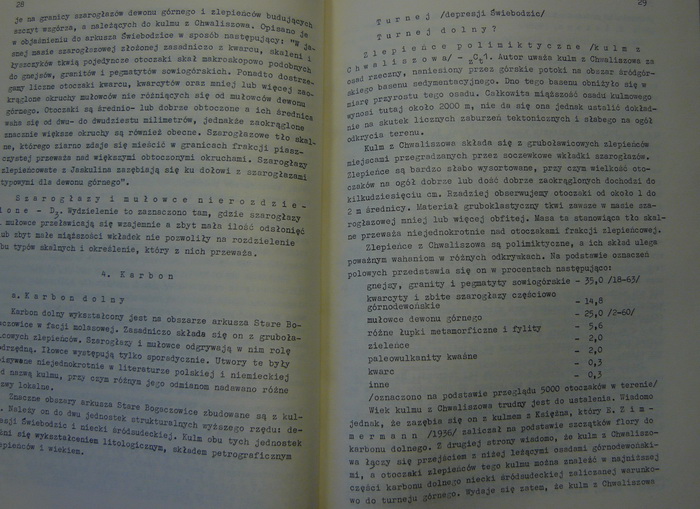 28
je na granicy szarogłazów dewonu górnego i zlepieńców budujących
szczyt wzgórza, a należących do kulmu z Chwaliszowa. Opisano je
w objaśnieniu do arkusza Świebodzice w sposób następujący: "W ja-
snej masie szarogłazowej złożonej zasadniczo z kwarcu, skaleni i
łyszczyków tkwią pojedyncze otoczaki skał makroskopowo podobnych
do gnejsów, granitów i pegmatytów sowiogórskich. Ponadto dostrze-
gamy liczne otoczaki kwarcu, kwarcytów oraz mniej lub więcej zao-
krąglone okruchy mułowców nie różniących się od mułowców dewonu
górnego. Otoczaki są średnio- lub dobrze obtoczone a ich średnica
waha się od dwu- do dwudziestu milimetrów, jednakże zaokrąglone
znacznie większe okruchy są również obecne. Szarogłazowe tło skal-
ne, którego ziarno zdaje się mieścić w granicach frakcji piasz-
czystej przeważa nad większymi obtoczonymi okruchami. Szarogłazy
zlepieńcowate z Jaskulina zazębiają się ku dołowi z szarogłazami
typowymi dla dewonu górnego".
Szarogłazy i mułowce nierozdzie-
lone - D₃. Wydzielenie to zaznaczono tam, gdzie szarogłazy
mułowce przeławicają się wzajemnie a zbyt mała ilość odsłonięć
lub zbyt małe miąższości wkładek nie pozwoliły na rozdzielenie
bu typów skalnych i określenie, który z nich przeważa.
4. Karbon
a. Karbon dolny
Karbon dolny wykształcony jest na obszarze arkusza Stare Bo-
gaczowice w facji molasowej. Zasadniczo składa się on z gruboła-
wicowych zlepieńców. Szarogłazy i mułowce odgrywają w nim rolę
odrzędną. Iłowce występują tylko sporadycznie. Utwory te były
pisywane niejednokrotnie w literaturze polskiej i niemieckiej
d nazwą kulmu, przy czym różnym jego odmianom nadawano różne
zwy lokalne.
Znaczne obszary arkusza Stare Bogaczowice zbudowane są z kul-
. Należy on do dwu jednostek strukturalnych wyższego rzędu: de-
esji Świebodzic i niecki śródsudeckiej. Kulm obu tych jednostek
żni się wykształceniem litologicznym, składem petrograficznym
epieńców i wiekiem.
29
Turnej /depresji Świebodzic/
Turnej dolny?
Zlepieńce polimiktyczne /kulm z
Chwaliszowa/ - Autor uważa kulm z Chwaliszowa za
osad rzeczny, naniesiony przez górskie potoki na obszar śródgór-
skiego basenu sedymentacyjnego. Dno tego basenu obniżyło się w
miarę przyrostu tego osadu. Całkowita miąższość osadu kulmowego
wynosi tutaj około 2000 m, nie da się ona jednak ustalić dokład-
nie na skutek licznych zaburzeń tektonicznych i słabego na ogół
odkrycia terenu.
Kulm z Chwaliszowa składa się z gruboławicowych zlepieńców
miejscami przegradzanych przez soczewkowe wkładki szarogłazów.
Zlepieńce są bardzo słabo wysortowane, przy czym wielkość oto-
czaków na ogół dobrze lub dość dobrze zaokrąglonych dochodzi do
kilkudziesięciu cm. Rzadziej obserwujemy otoczaki od około 1 do
2 m średnicy. Materiał gruboklastyczny tkwi zawsze w masie sza-
rogłazowej mniej lub więcej obfitej. Masa ta stanowiąca tło skal-
ne przeważa niejednokrotnie nad otoczakami frakcji zlepieńcowej.
Zlepieńce z Chwaliszowa są polimiktyczne, a ich skład ulega
poważnym wahaniom w różnych odkrywkach. Na podstawie oznaczeń
polowych przedstawia się on w procentach następująco:
gnejsy, granity i pegmatyty sowiogórskie - 35,0 /18-63/
kwarcyty i zbite szarogłazy częściowo
górnodewońskie - 14,8
mułowce dewonu górnego - 25,0 /2-60/
różne łupki metamorficzne i fyllity - 5,6
zieleńce - 2,0
paleowulkanity kwaśne - 2,0
kwarc - 0,3
inne - 0,3
/oznaczono na podstawie przeglądu 5000 otoczaków w terenie/
Wiek kulmu z Chwaliszowa trudny jest do ustalenia. Wiadomo
jednak, że zazębia się on z kulmem z Książna, który E. Zim-
mermann /1936/ zaliczał na podstawie szczątków flory do
karbonu dolnego. Z drugiej strony wiadomo, że kulm z Chwaliszo-
wa łączy się przejściem z niżej leżącymi osadami górnodewoński-
mi, a otoczaki zlepieńców tego kulmu można znaleźć w najniższej
części karbonu dolnego niecki śródsudeckiej zaliczanej warunko-
wo do turneju górnego. Wydaje się zatem, że kulm z Chwaliszowa